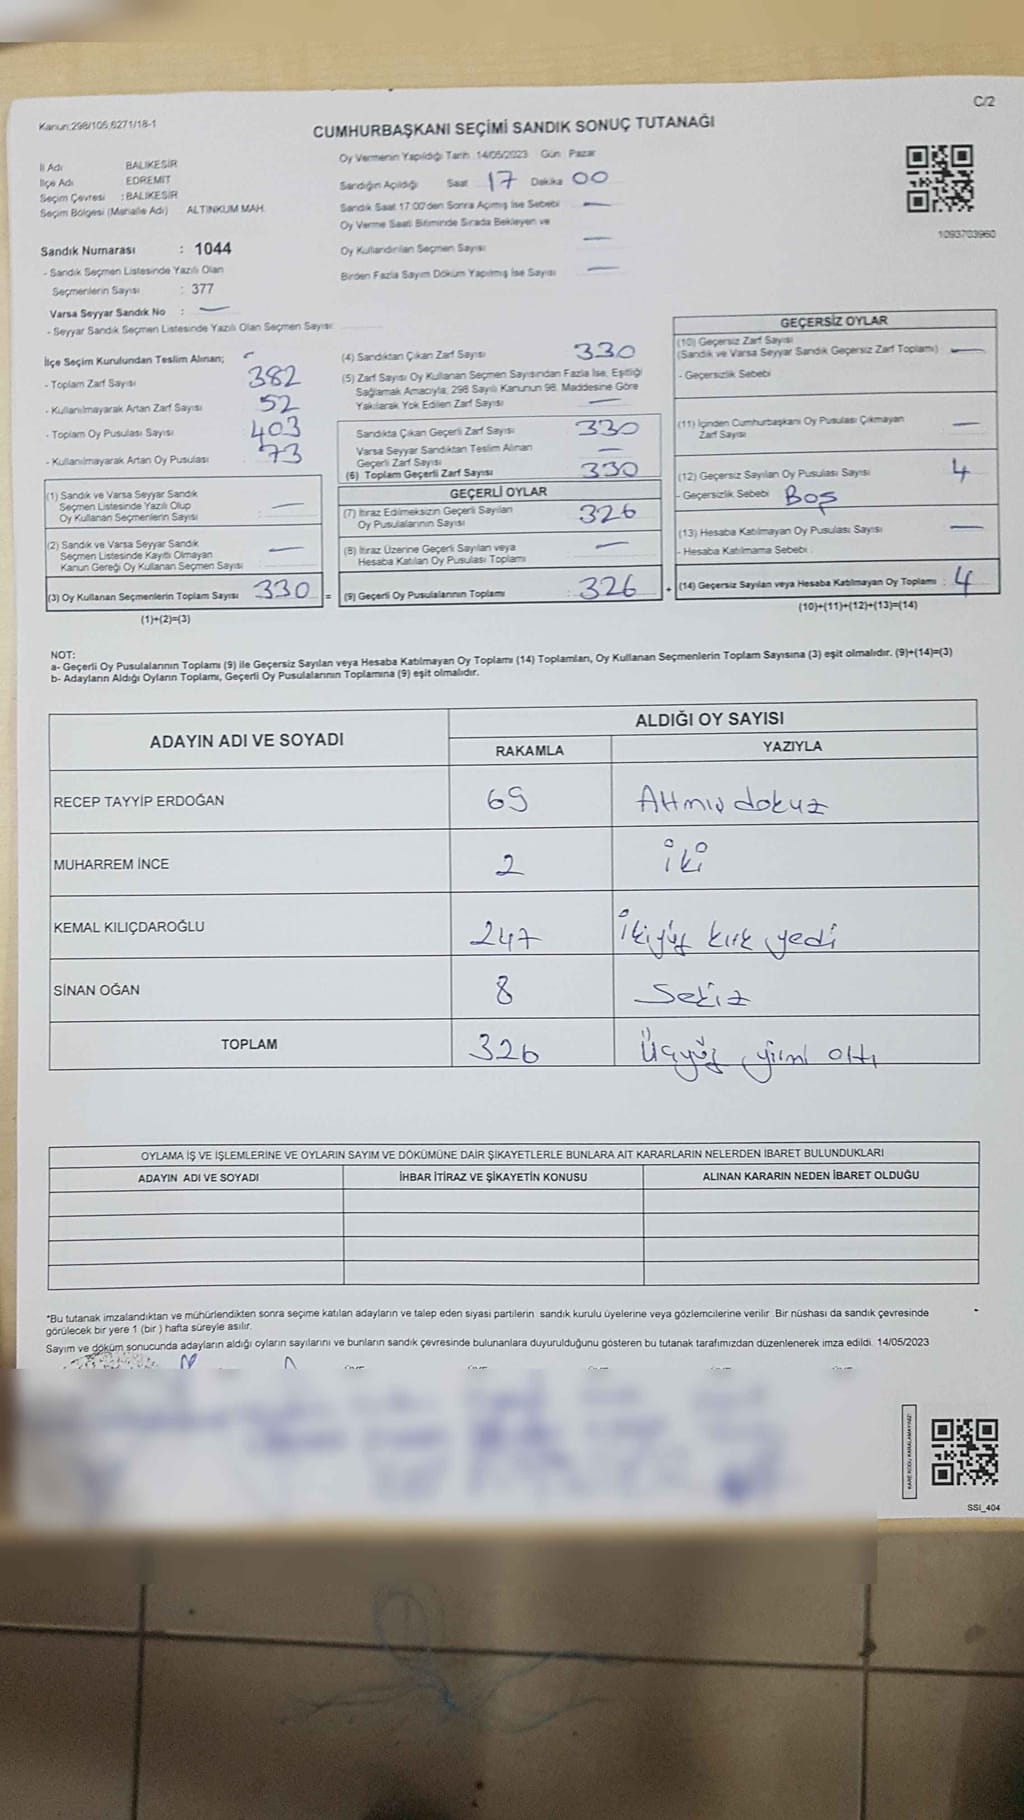 C/2
Kanun:298/105,6271/18-1
CUMHURBAŞKANI SEÇİMİ SANDIK SONUÇ TUTANAĞI
İl Adı BALIKESİR
İlçe Adı EDREMİT
Seçim Çevresi : BALIKESİR
Seçim Bölgesi (Mahalle Adı) ALTINKUM MAH.
Sandık Numarası : 1044
- Sandık Seçmen Listesinde Yazılı Olan
Seçmenlerin Sayısı : 377
Varsa Seyyar Sandık No : —
- Seyyar Sandık Seçmen Listesinde Yazılı Olan Seçmen Sayısı:
Oy Vermenin Yapıldığı Tarih :14/05/2023 Gün: Pazar
Sandığın Açıldığı Saat 17 Dakika 00
Sandık Saat 17:00'den Sonra Açımış İse Sebebi —
Oy Verme Saati Bitiminde Sırada Bekleyen ve
Oy Kullandırılan Seçmen Sayısı —
Birden Fazla Sayım Döküm Yapılmış İse Sayısı —
1093703960
İlçe Seçim Kurulundan Teslim Alınan;
- Toplam Zarf Sayısı 382
- Kullanılmayarak Artan Zarf Sayısı 52
- Toplam Oy Pusulası Sayısı 403
- Kullanılmayarak Artan Oy Pusulası 73
(1) Sandık ve Varsa Seyyar Sandık
Seçmen Listesinde Yazılı Olup
Oy Kullanan Seçmenlerin Sayısı —
(2) Sandık ve Varsa Seyyar Sandık
Seçmen Listesinde Kayıtlı Olmayan
Kanun Gereği Oy Kullanan Seçmen Sayısı —
(3) Oy Kullanan Seçmenlerin Toplam Sayısı 330 =
(1)+(2)=(3)
(4) Sandıktan Çıkan Zarf Sayısı 330
(5) Zarf Sayısı Oy Kullanan Seçmen Sayısından Fazla İse, Eşitliği
Sağlamak Amacıyla; 298 Sayılı Kanunun 98. Maddesine Göre
Yakılarak Yok Edilen Zarf Sayısı —
Sandıkta Çıkan Geçerli Zarf Sayısı 330
Varsa Seyyar Sandıktan Teslim Alınan
Geçerli Zarf Sayısı —
(6) Toplam Geçerli Zarf Sayısı 330
GEÇERLİ OYLAR
(7) İtiraz Edilmeksizin Geçerli Sayılan
Oy Pusulalarının Sayısı 326
(8) İtiraz Üzerine Geçerli Sayılan veya
Hesaba Katılan Oy Pusulası Toplamı —
(9) Geçerli Oy Pusulalarının Toplamı : 326 +
GEÇERSİZ OYLAR
(10) Geçersiz Zarf Sayısı
(Sandık ve Varsa Seyyar Sandık Geçersiz Zarf Toplamı) —
- Geçersizlik Sebebi
(11) İçinden Cumhurbaşkanı Oy Pusulası Çıkmayan
Zarf Sayısı —
(12) Geçersiz Sayılan Oy Pusulası Sayısı 4
- Geçersizlik Sebebi Boş
(13) Hesaba Katılmayan Oy Pusulası Sayısı —
- Hesaba Katılmama Sebebi :
(14) Geçersiz Sayılan veya Hesaba Katılmayan Oy Toplamı : 4
(10)+(11)+(12)+(13)=(14)
NOT:
a- Geçerli Oy Pusulalarının Toplamı (9) ile Geçersiz Sayılan veya Hesaba Katılmayan Oy Toplamı (14) Toplamları, Oy Kullanan Seçmenlerin Toplam Sayısına (3) eşit olmalıdır. (9)+(14)=(3)
b- Adayların Aldığı Oyların Toplamı, Geçerli Oy Pusulalarının Toplamına (9) eşit olmalıdır.
ADAYIN ADI VE SOYADI ALDIĞI OY SAYISI
RAKAMLA YAZIYLA
RECEP TAYYİP ERDOĞAN 69 Altmış dokuz
MUHARREM İNCE 2 İki
KEMAL KILIÇDAROĞLU 247 İkiyüz kırk yedi
SİNAN OĞAN 8 Sekiz
TOPLAM 326 Üçyüz yirmi altı
OYLAMA İŞ VE İŞLEMLERİNE VE OYLARIN SAYIM VE DÖKÜMÜNE DAİR ŞİKAYETLERLE BUNLARA AİT KARARLARIN NELERDEN İBARET BULUNDUKLARI
ADAYIN ADI VE SOYADI İHBAR İTİRAZ VE ŞİKAYETİN KONUSU ALINAN KARARIN NEDEN İBARET OLDUĞU
*Bu tutanak imzalandıktan ve mühürlendikten sonra seçime katılan adayların ve talep eden siyasi partilerin sandık kurulu üyelerine veya gözlemcilerine verilir. Bir nüshası da sandık çevresinde
görülecek bir yere 1 (bir ) hafta süreyle asılır.
Sayım ve döküm sonucunda adayların aldığı oyların sayılarını ve bunların sandık çevresinde bulunanlara duyurulduğunu gösteren bu tutanak tarafımızdan düzenlenerek imza edildi. 14/05/2023
KARE KODU KARALAMAYINIZ!
SSI_404